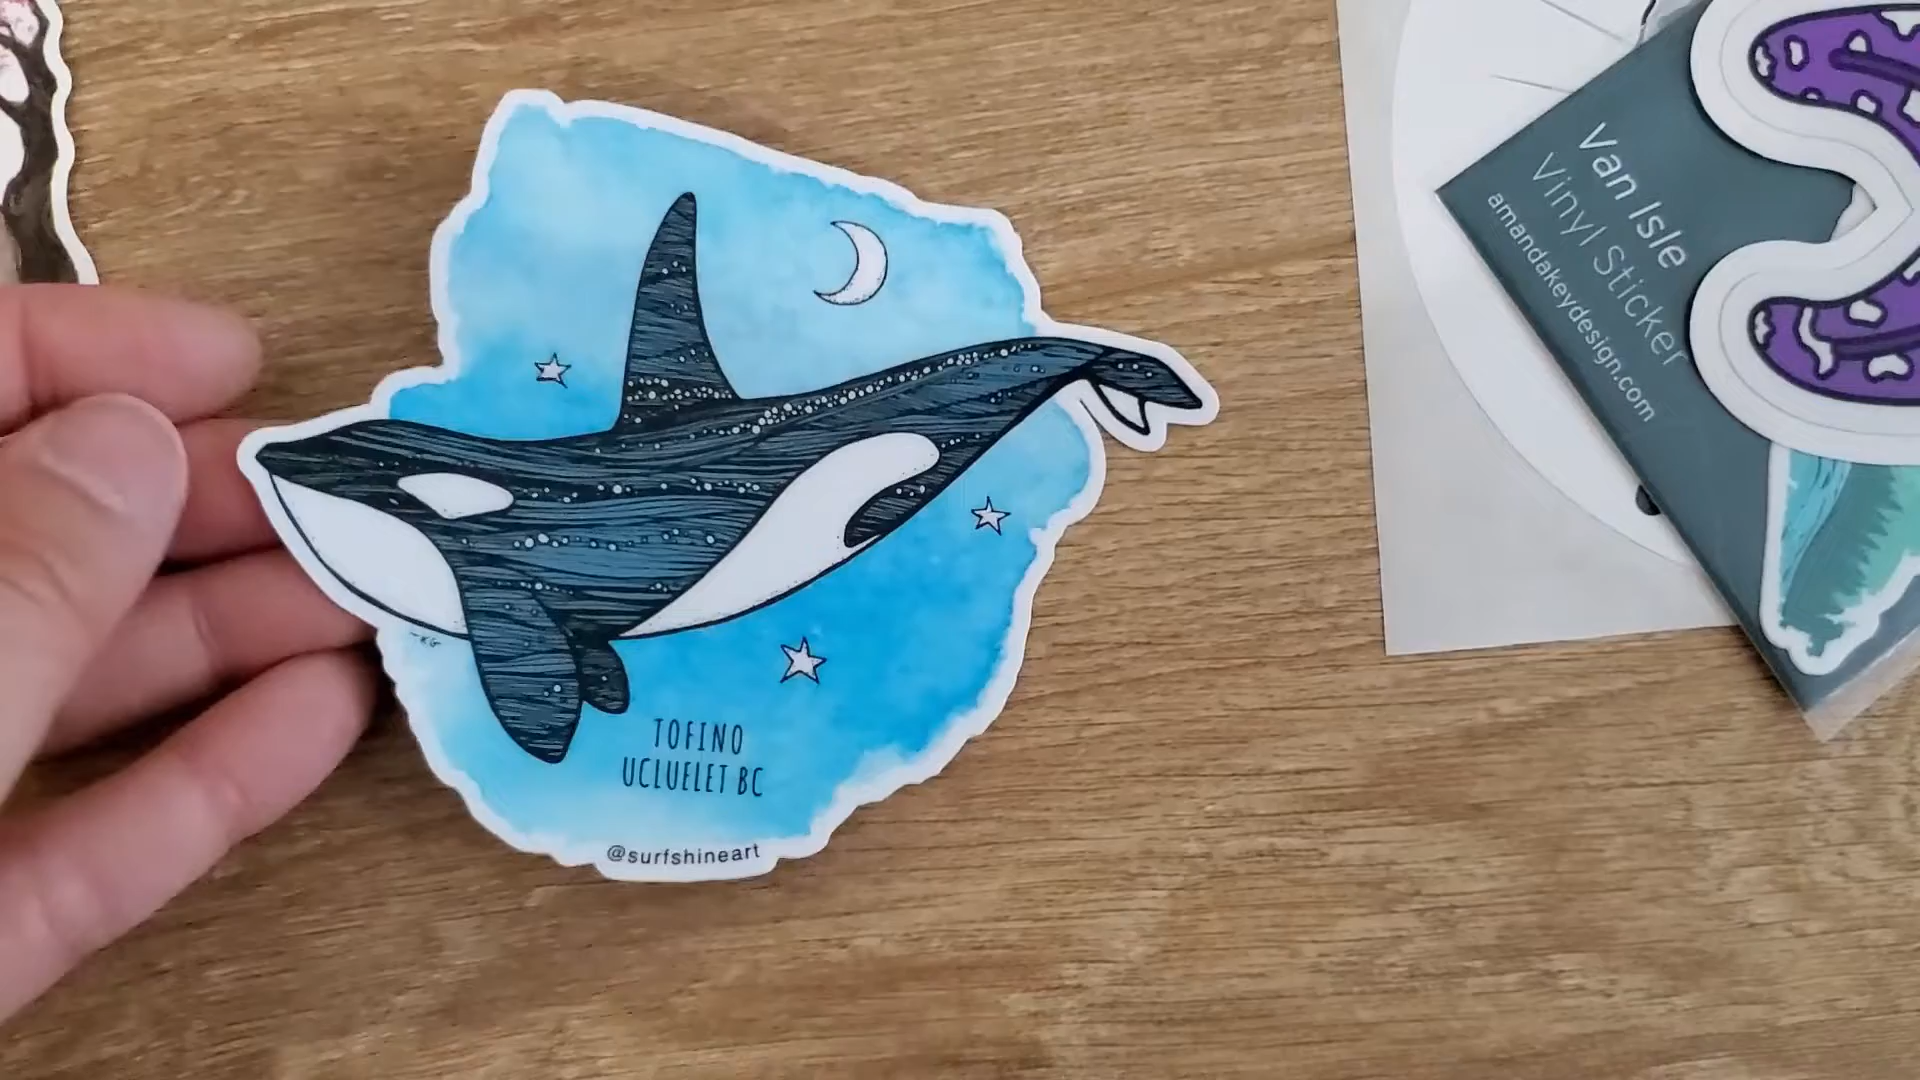 TOFINO
UCLUELET BC
@surfshineart
Van Isle
Vinyl Sticker
amandakeydesign.com